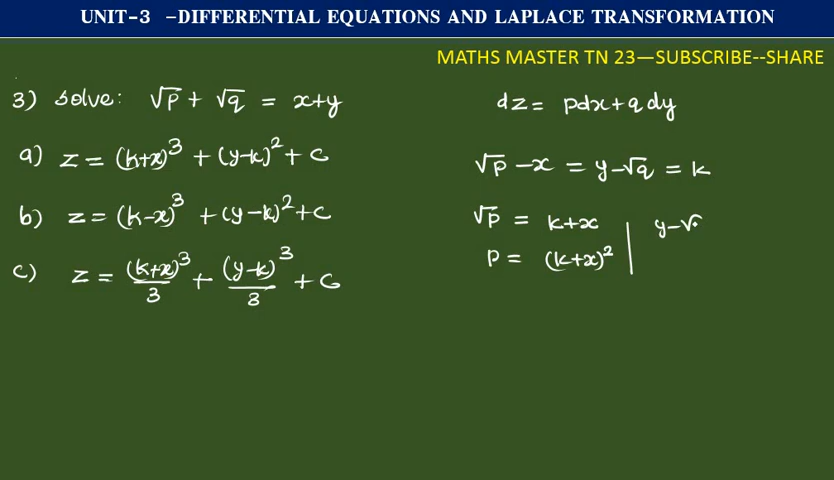 UNIT-3 -DIFFERENTIAL EQUATIONS AND LAPLACE TRANSFORMATION
MATHS MASTER TN 23—SUBSCRIBE--SHARE
3) solve: √p + √q = x+y
a) z = (k+x)³ + (y-k)² + c
b) z = (k-x)³ + (y-k)² + c
c) z = (k+x)³/3 + (y-k)³/3 + c
dz = pdx + q dy
√p - x = y - √q = k
√p = k+x | y-√
p = (k+x)²